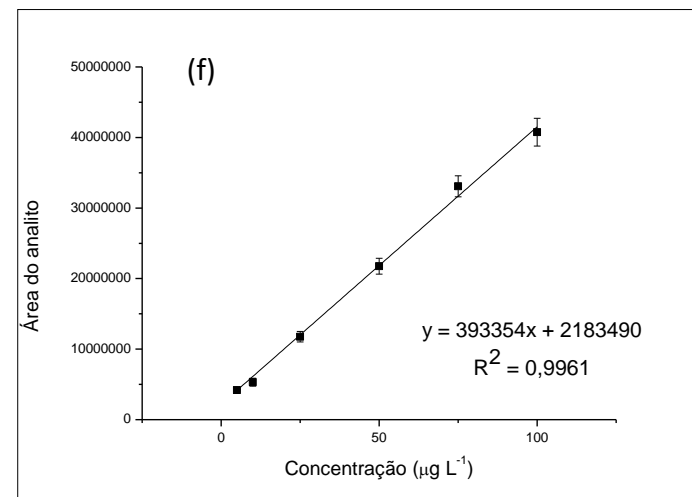 (f)
50000000
40000000
30000000
20000000
10000000
0
Área do analito
y = 393354x + 2183490
R² = 0,9961
0 50 100
Concentração (μg L⁻¹)